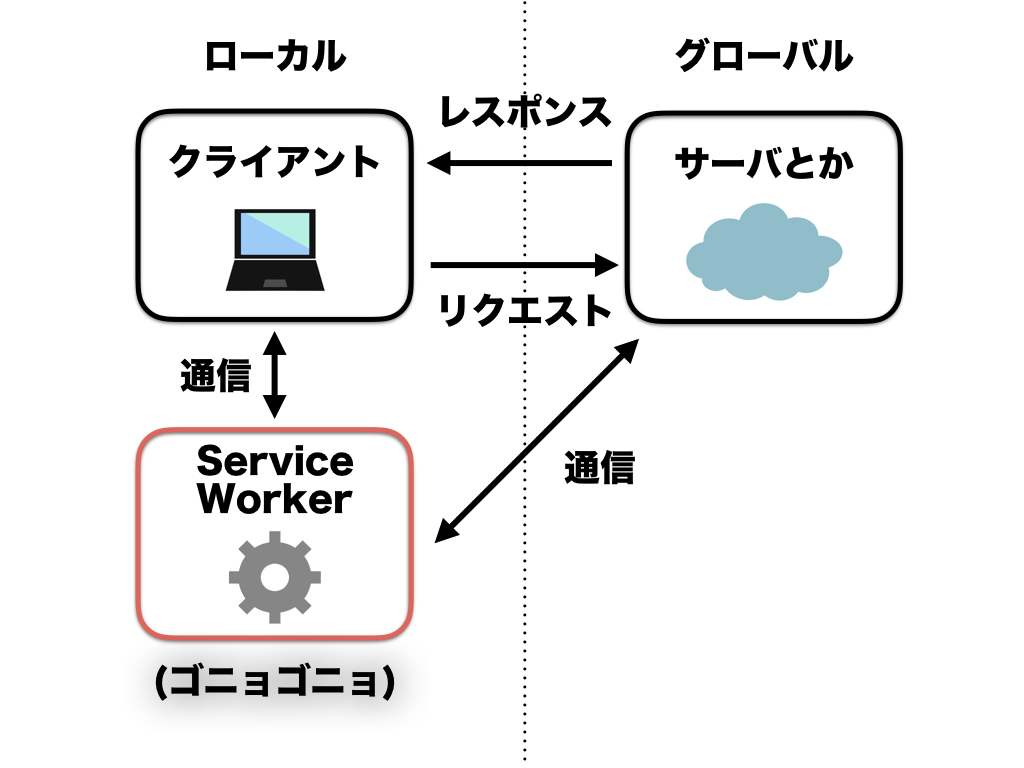 ローカル
グローバル
レスポンス
クライアント
サーバとか
リクエスト
通信
Service
Worker
通信
(ゴニョゴニョ)